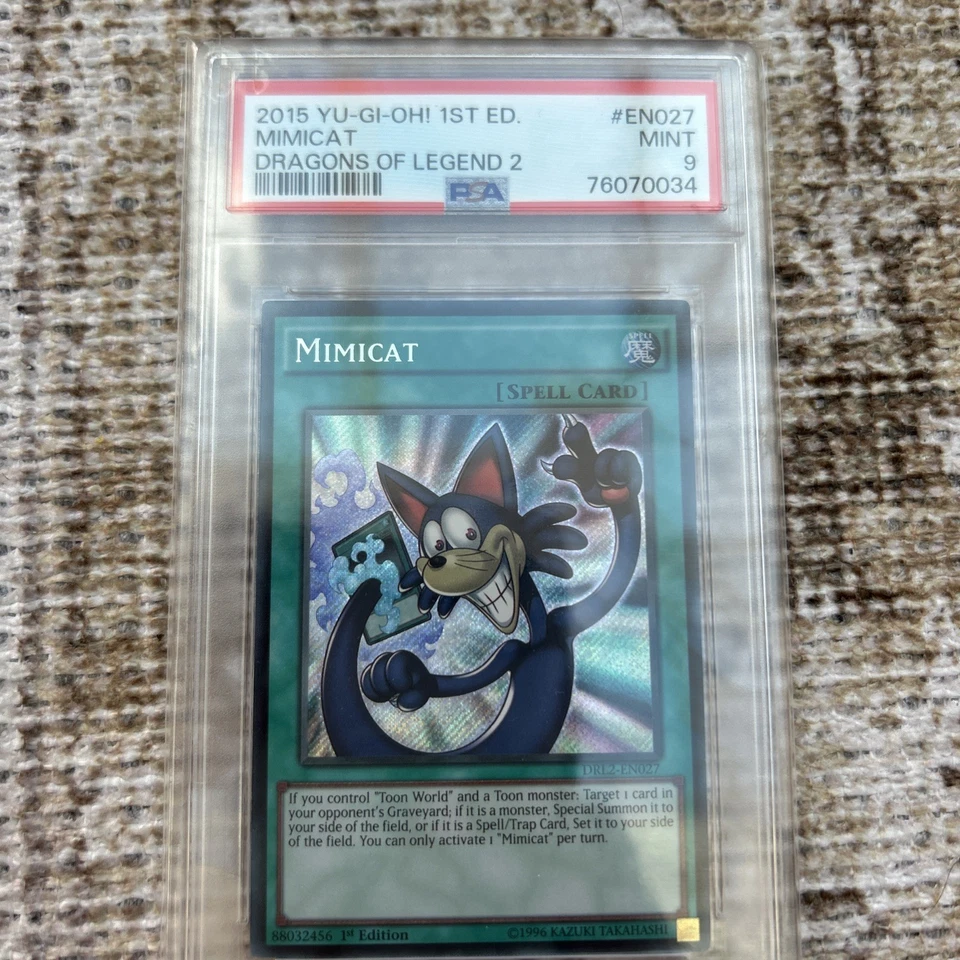 2015 YU-GI-OH! 1ST ED. #EN027
MIMICAT MINT
DRAGONS OF LEGEND 2 9
PSA 76070034
MIMICAT 魔
[SPELL CARD]
DRL2-EN027
If you control "Toon World" and a Toon monster: Target 1 card in
your opponent's Graveyard; if it is a monster, Special Summon it to
your side of the field, or if it is a Spell/Trap Card, Set it to your side
of the field. You can only activate 1 "Mimicat" per turn.
88032456 1st Edition ©1996 KAZUKI TAKAHASHI